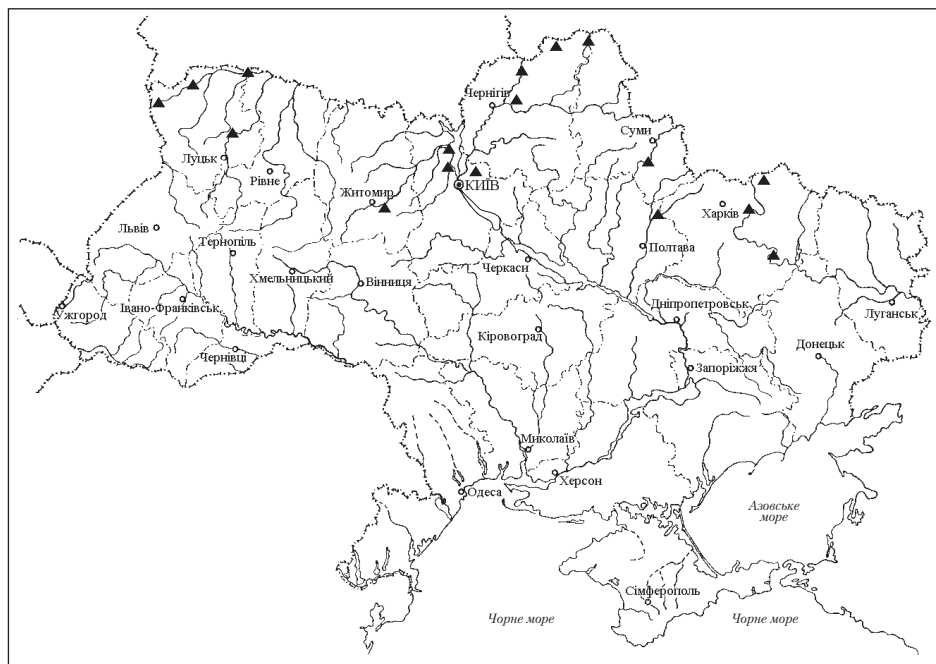 Чернігів
Суми
Луцьк
Рівне
КИЇВ
Житомир
Харків
Львів
Тернопіль
Полтава
Хмельницький
Вінниця
Черкаси
Ужгород
Івано-Франківськ
Дніпропетровськ
Луганськ
Кіровоград
Донецьк
Чернівці
Запоріжжя
Миколаїв
Херсон
Одеса
Азовське
море
Сімферополь
Чорне море
Чорне море